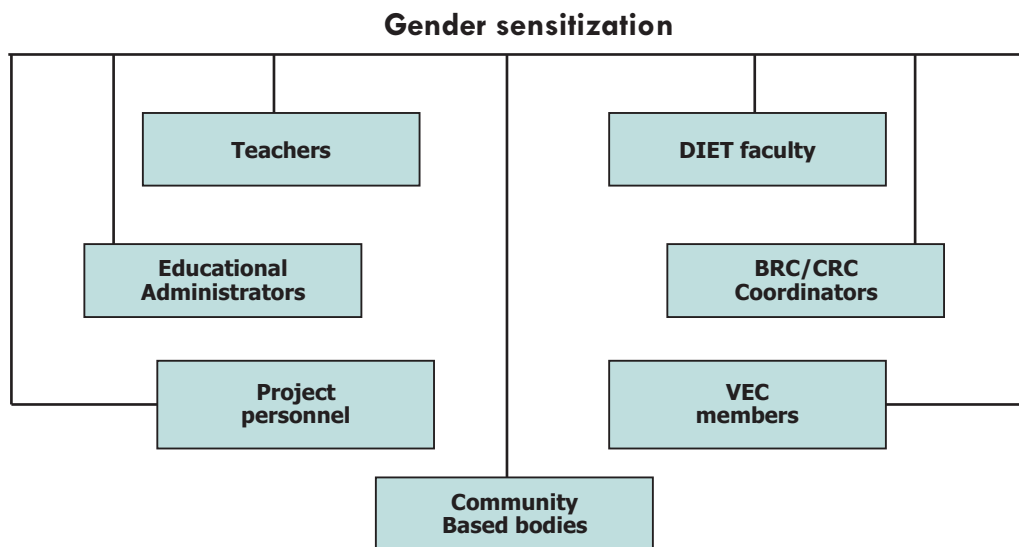 Gender sensitization
Teachers
DIET faculty
Educational
Administrators
BRC/CRC
Coordinators
Project
personnel
VEC
members
Community
Based bodies